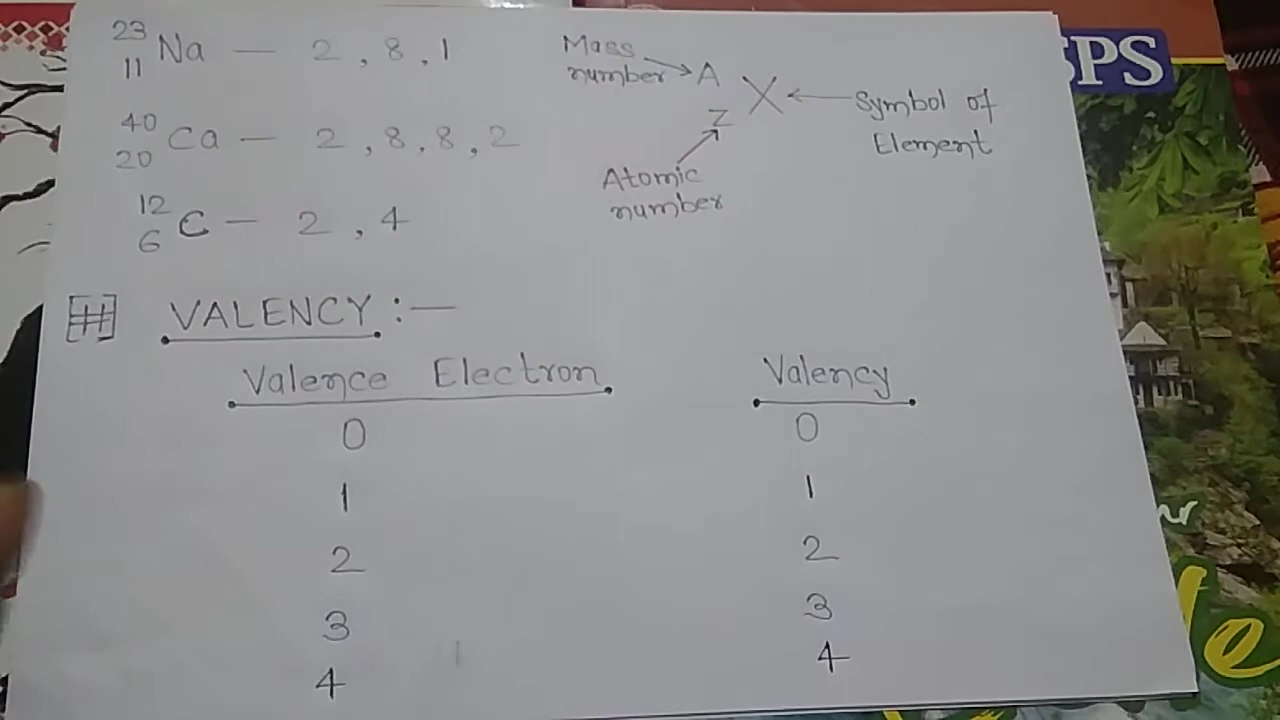 23
11 Na — 2, 8, 1
40
20 Ca — 2, 8, 8, 2
12
6 C — 2, 4
Mass
number → A
Z
X ← Symbol of
Element
Atomic
number
VALENCY :—
Valence Electron Valency
0 0
1 1
2 2
3 3
4 4
SPS